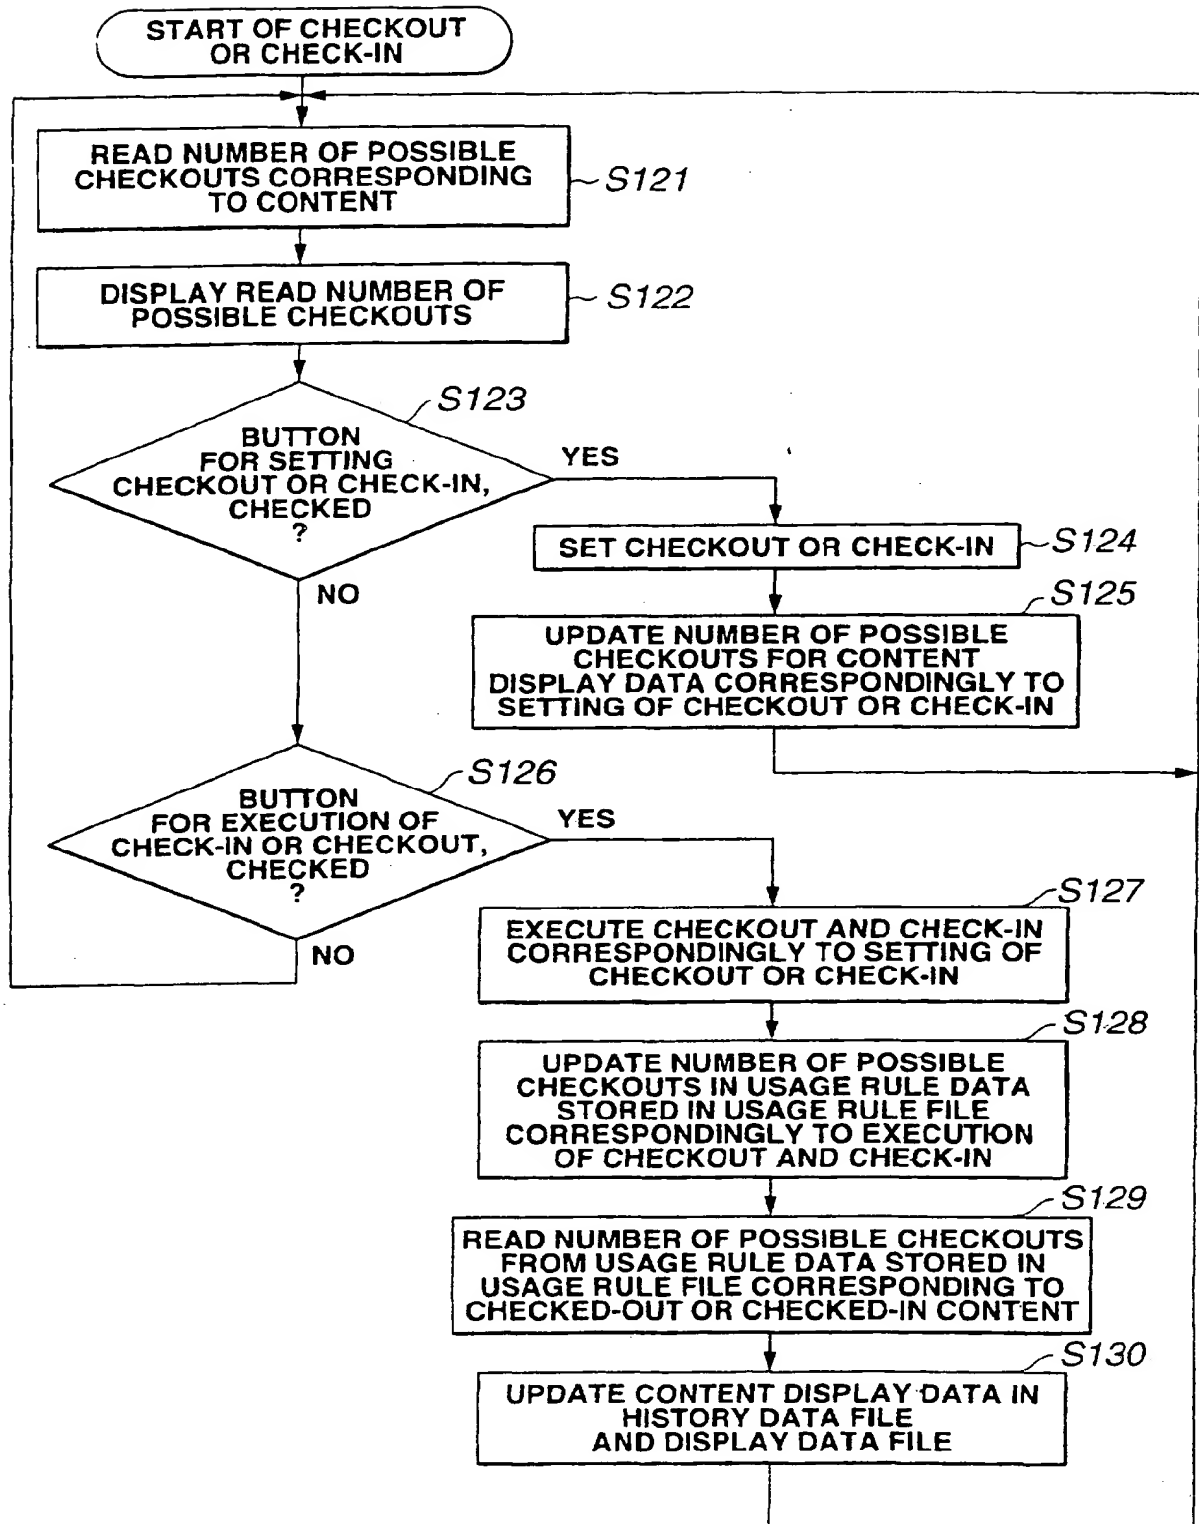 START OF CHECKOUT
OR CHECK-IN
READ NUMBER OF POSSIBLE
CHECKOUTS CORRESPONDING
TO CONTENT
S121
DISPLAY READ NUMBER OF
POSSIBLE CHECKOUTS
S122
S123
BUTTON
FOR SETTING
CHECKOUT OR CHECK-IN,
CHECKED
?
YES
NO
SET CHECKOUT OR CHECK-IN
S124
S125
UPDATE NUMBER OF POSSIBLE
CHECKOUTS FOR CONTENT
DISPLAY DATA CORRESPONDINGLY TO
SETTING OF CHECKOUT OR CHECK-IN
S126
BUTTON
FOR EXECUTION OF
CHECK-IN OR CHECKOUT,
CHECKED
?
YES
NO
S127
EXECUTE CHECKOUT AND CHECK-IN
CORRESPONDINGLY TO SETTING OF
CHECKOUT OR CHECK-IN
S128
UPDATE NUMBER OF POSSIBLE
CHECKOUTS IN USAGE RULE DATA
STORED IN USAGE RULE FILE
CORRESPONDINGLY TO EXECUTION
OF CHECKOUT AND CHECK-IN
S129
READ NUMBER OF POSSIBLE CHECKOUTS
FROM USAGE RULE DATA STORED IN
USAGE RULE FILE CORRESPONDING TO
CHECKED-OUT OR CHECKED-IN CONTENT
S130
UPDATE CONTENT DISPLAY DATA IN
HISTORY DATA FILE
AND DISPLAY DATA FILE